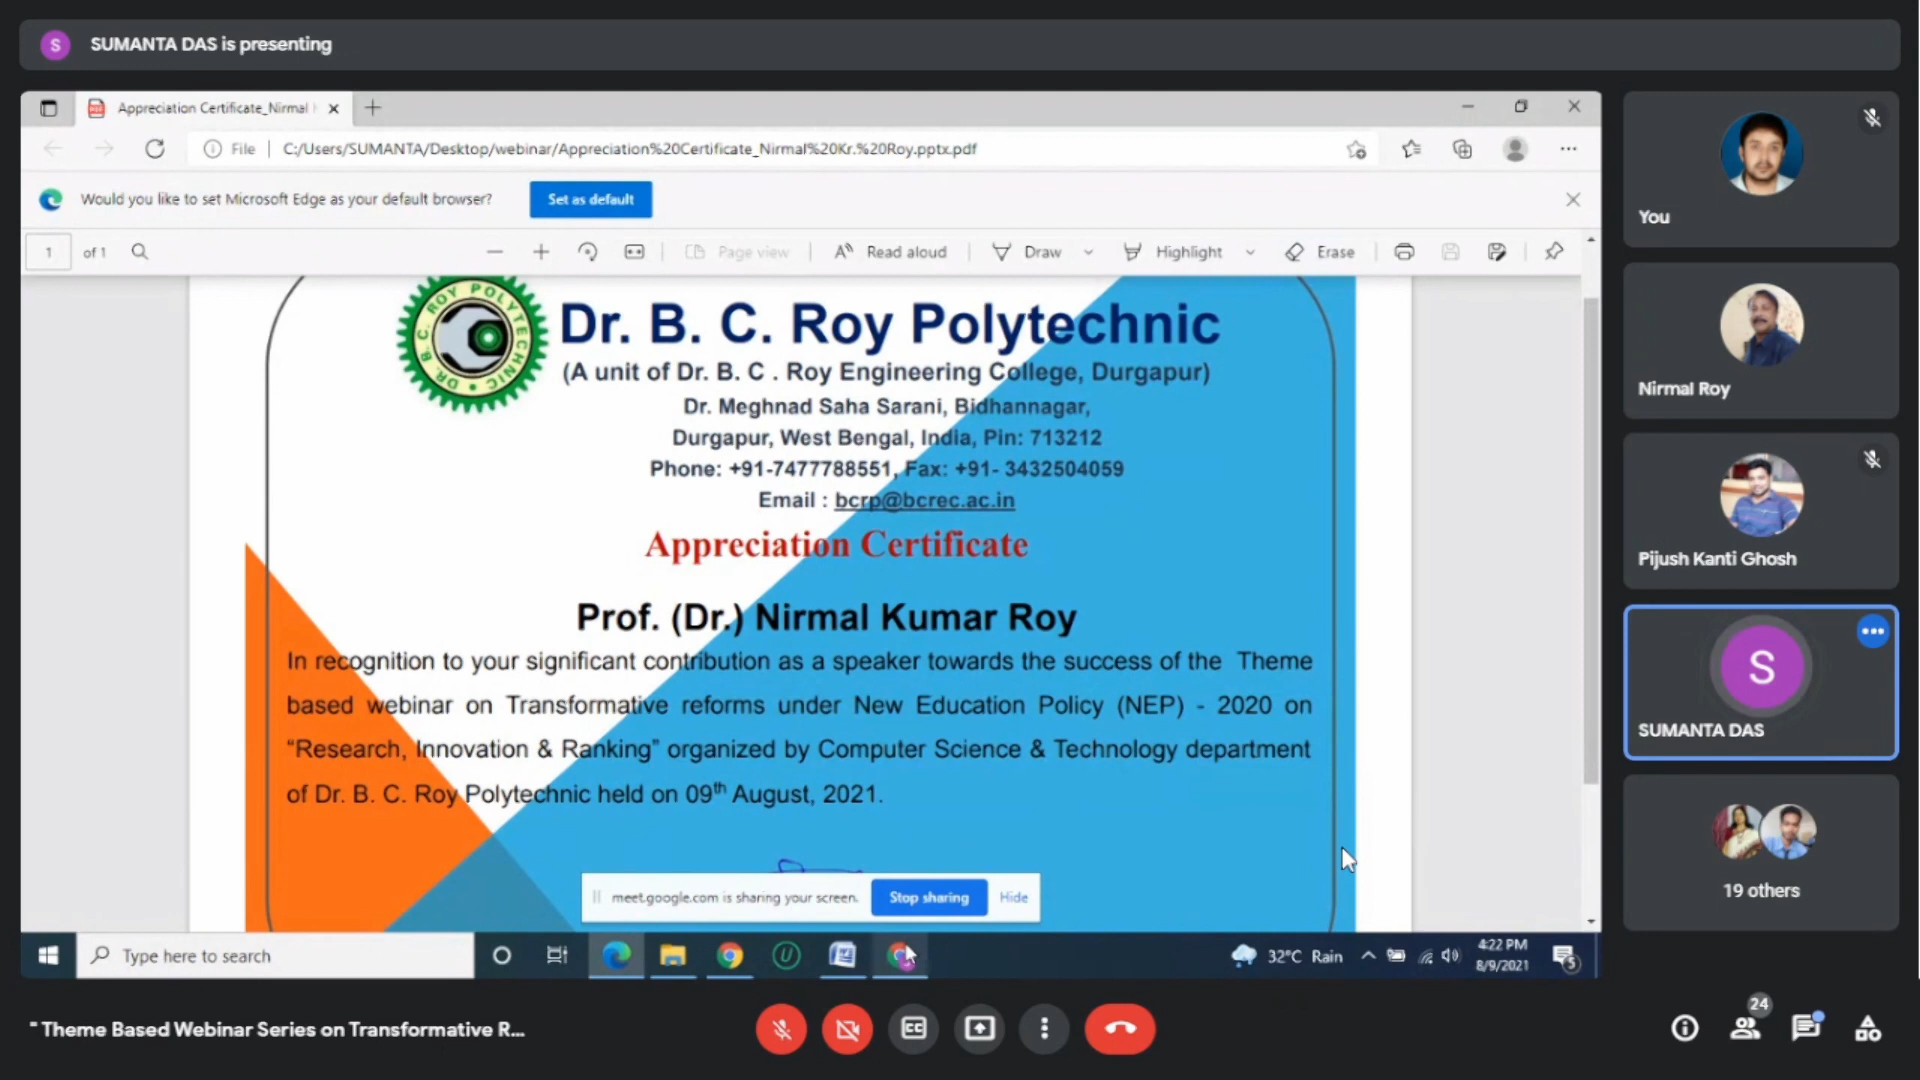 S SUMANTA DAS is presenting
Appreciation Certificate_Nirmal
File C:/Users/SUMANTA/Desktop/webinar/Appreciation%20Certificate_Nirmal%20Kr.%20Roy.pptx.pdf
Would you like to set Microsoft Edge as your default browser? Set as default
1 of 1 Page view A Read aloud Draw Highlight Erase
DR. B. C. ROY POLYTECHNIC
Dr. B. C. Roy Polytechnic
(A unit of Dr. B. C . Roy Engineering College, Durgapur)
Dr. Meghnad Saha Sarani, Bidhannagar,
Durgapur, West Bengal, India, Pin: 713212
Phone: +91-7477788551, Fax: +91- 3432504059
Email : bcrp@bcrec.ac.in
Appreciation Certificate
Prof. (Dr.) Nirmal Kumar Roy
In recognition to your significant contribution as a speaker towards the success of the Theme
based webinar on Transformative reforms under New Education Policy (NEP) - 2020 on
“Research, Innovation & Ranking” organized by Computer Science & Technology department
of Dr. B. C. Roy Polytechnic held on 09th August, 2021.
meet.google.com is sharing your screen. Stop sharing Hide
Type here to search
32°C Rain
4:22 PM
8/9/2021
5
You
Nirmal Roy
Pijush Kanti Ghosh
S
SUMANTA DAS
19 others
" Theme Based Webinar Series on Transformative R...
CC
24